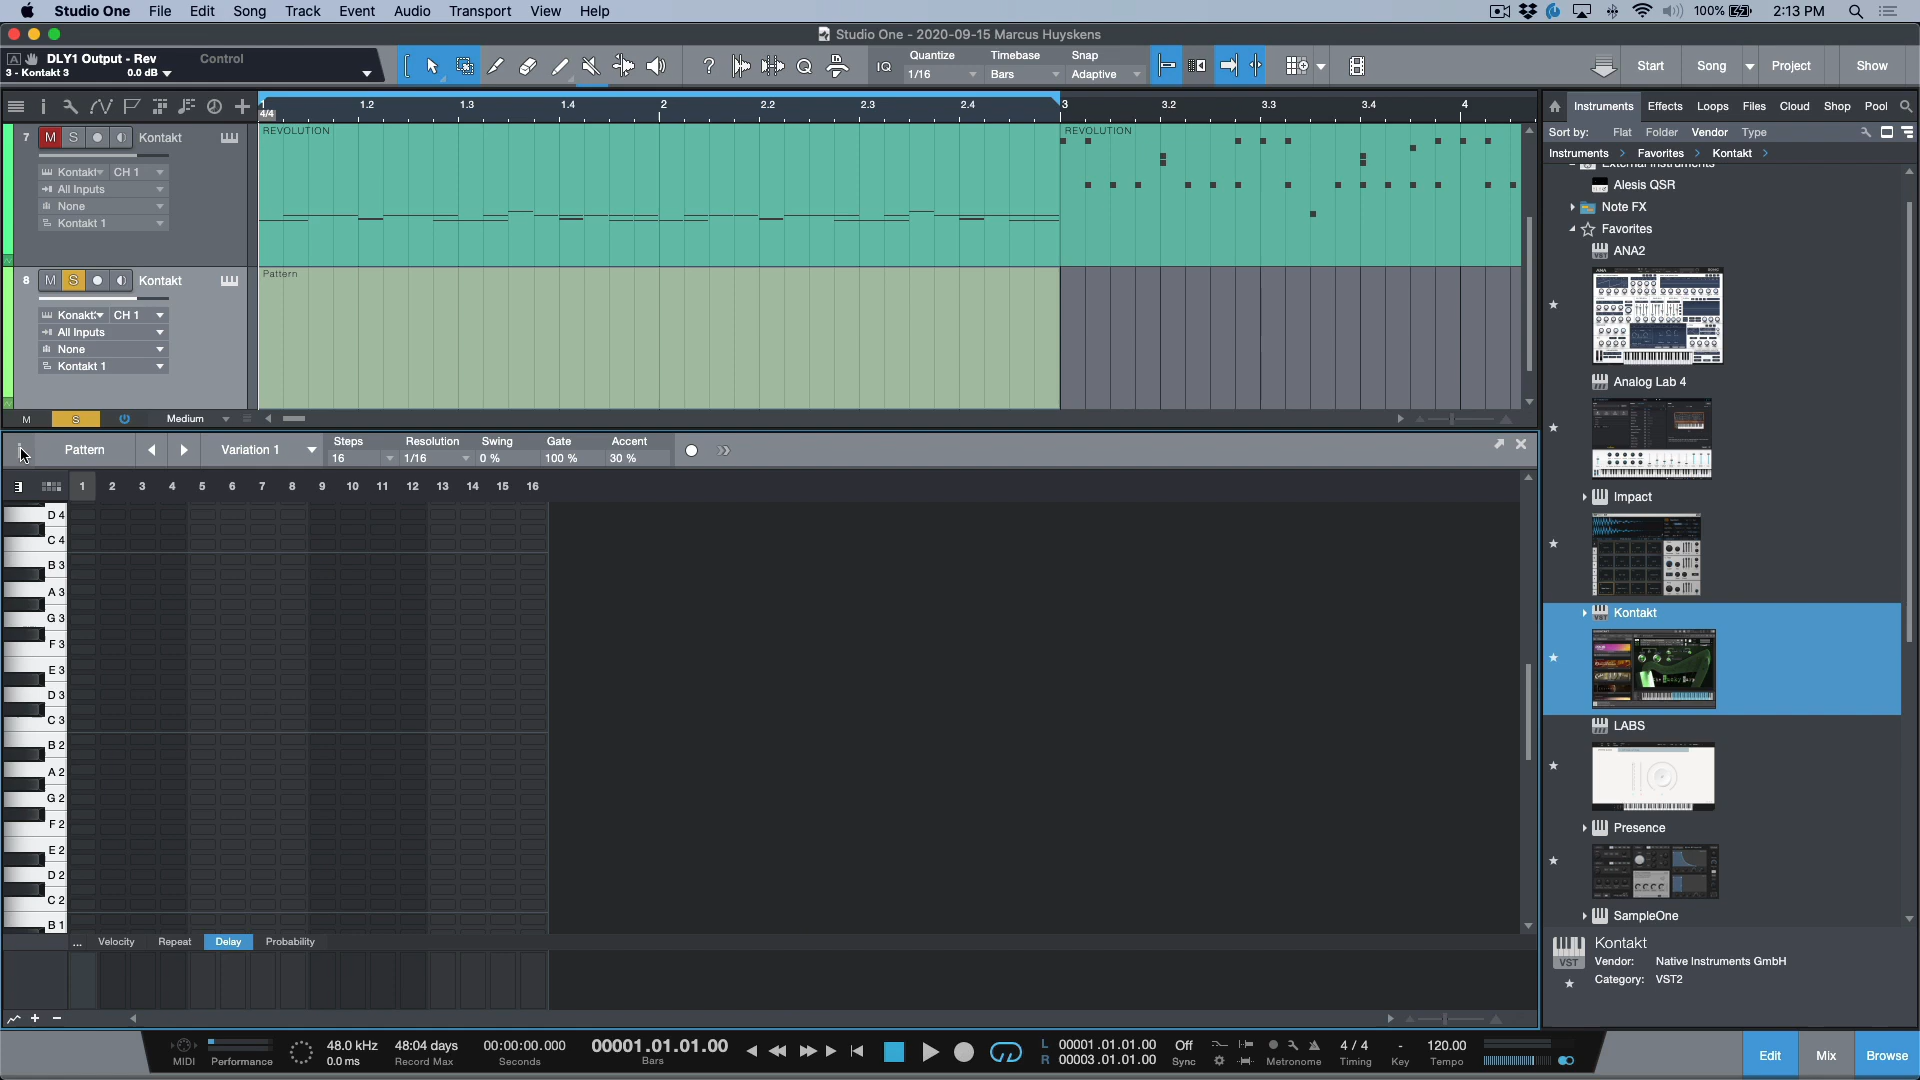 Studio One File Edit Song Track Event Audio Transport View Help 100% 2:13 PM
Studio One - 2020-09-15 Marcus Huyskens
DLY1 Output - Rev Control
3 - Kontakt 3 0.0 dB
IQ
Quantize Timebase Snap
1/16 Bars Adaptive
Start Song Project Show
1 1.2 1.3 1.4 2 2.2 2.3 2.4 3 3.2 3.3 3.4 4
4/4
Instruments Effects Loops Files Cloud Shop Pool
Sort by: Flat Folder Vendor Type
Instruments Favorites Kontakt
7 M S Kontakt
Kontakt CH 1
All Inputs
None
Kontakt 1
REVOLUTION REVOLUTION
8 M S Kontakt
Konakt: CH 1
All Inputs
None
Kontakt 1
Pattern
M S Medium
External Instruments
Alesis QSR
Note FX
Favorites
ANA2
Analog Lab 4
Impact
Kontakt
LABS
Presence
SampleOne
Kontakt
Vendor: Native Instruments GmbH
Category: VST2
VST
Pattern Variation 1
Steps Resolution Swing Gate Accent
16 1/16 0 % 100 % 30 %
1 2 3 4 5 6 7 8 9 10 11 12 13 14 15 16
D 4
C 4
B 3
A 3
G 3
F 3
E 3
D 3
C 3
B 2
A 2
G 2
F 2
E 2
D 2
C 2
B 1
... Velocity Repeat Delay Probability
MIDI Performance
48.0 kHz
0.0 ms
48:04 days
Record Max
00:00:00.000
Seconds
00001.01.01.00
Bars
L 00001.01.01.00
R 00003.01.01.00
Off
Sync
Metronome
4 / 4
Timing
-
Key
120.00
Tempo
Edit Mix Browse